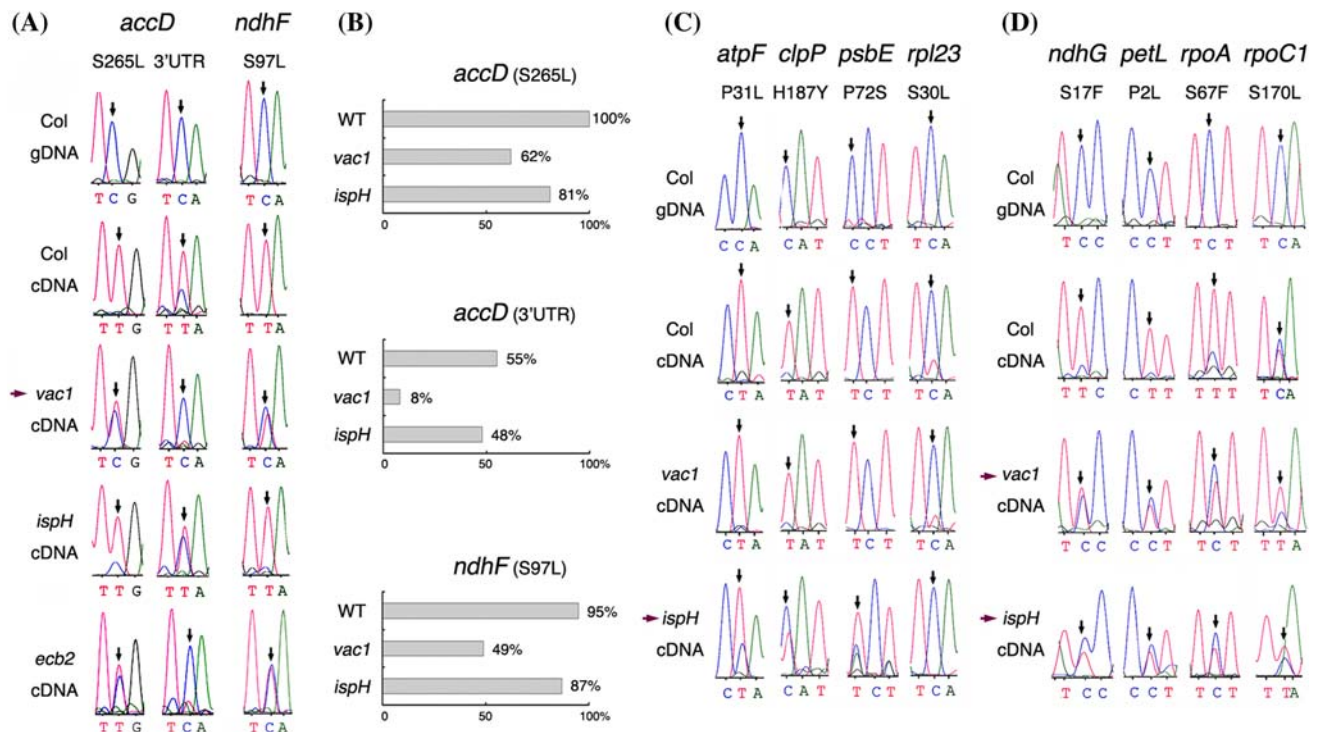 (A)
accD ndhF
S265L 3'UTR S97L
Col gDNA
T C G T C A T C A
Col cDNA
T T G T T A T T A
vac1 cDNA
T C G T C A T C A
ispH cDNA
T T G T T A T T A
ecb2 cDNA
T T G T C A T C A
(B)
accD (S265L)
WT 100%
vac1 62%
ispH 81%
0 50 100%
accD (3'UTR)
WT 55%
vac1 8%
ispH 48%
0 50 100%
ndhF (S97L)
WT 95%
vac1 49%
ispH 87%
0 50 100%
(C)
atpF clpP psbE rpl23
P31L H187Y P72S S30L
Col gDNA
C C A C A T C C T T C A
Col cDNA
C T A T A T T C T T C A
vac1 cDNA
C T A T A T T C T T C A
ispH cDNA
C T A C A T T C T T C A
(D)
ndhG petL rpoA rpoC1
S17F P2L S67F S170L
Col gDNA
T C C C C T T C T T C A
Col cDNA
T T C C T T T T T T C A
vac1 cDNA
T C C C C T T C T T T A
ispH cDNA
T C C C C T T C T T T A